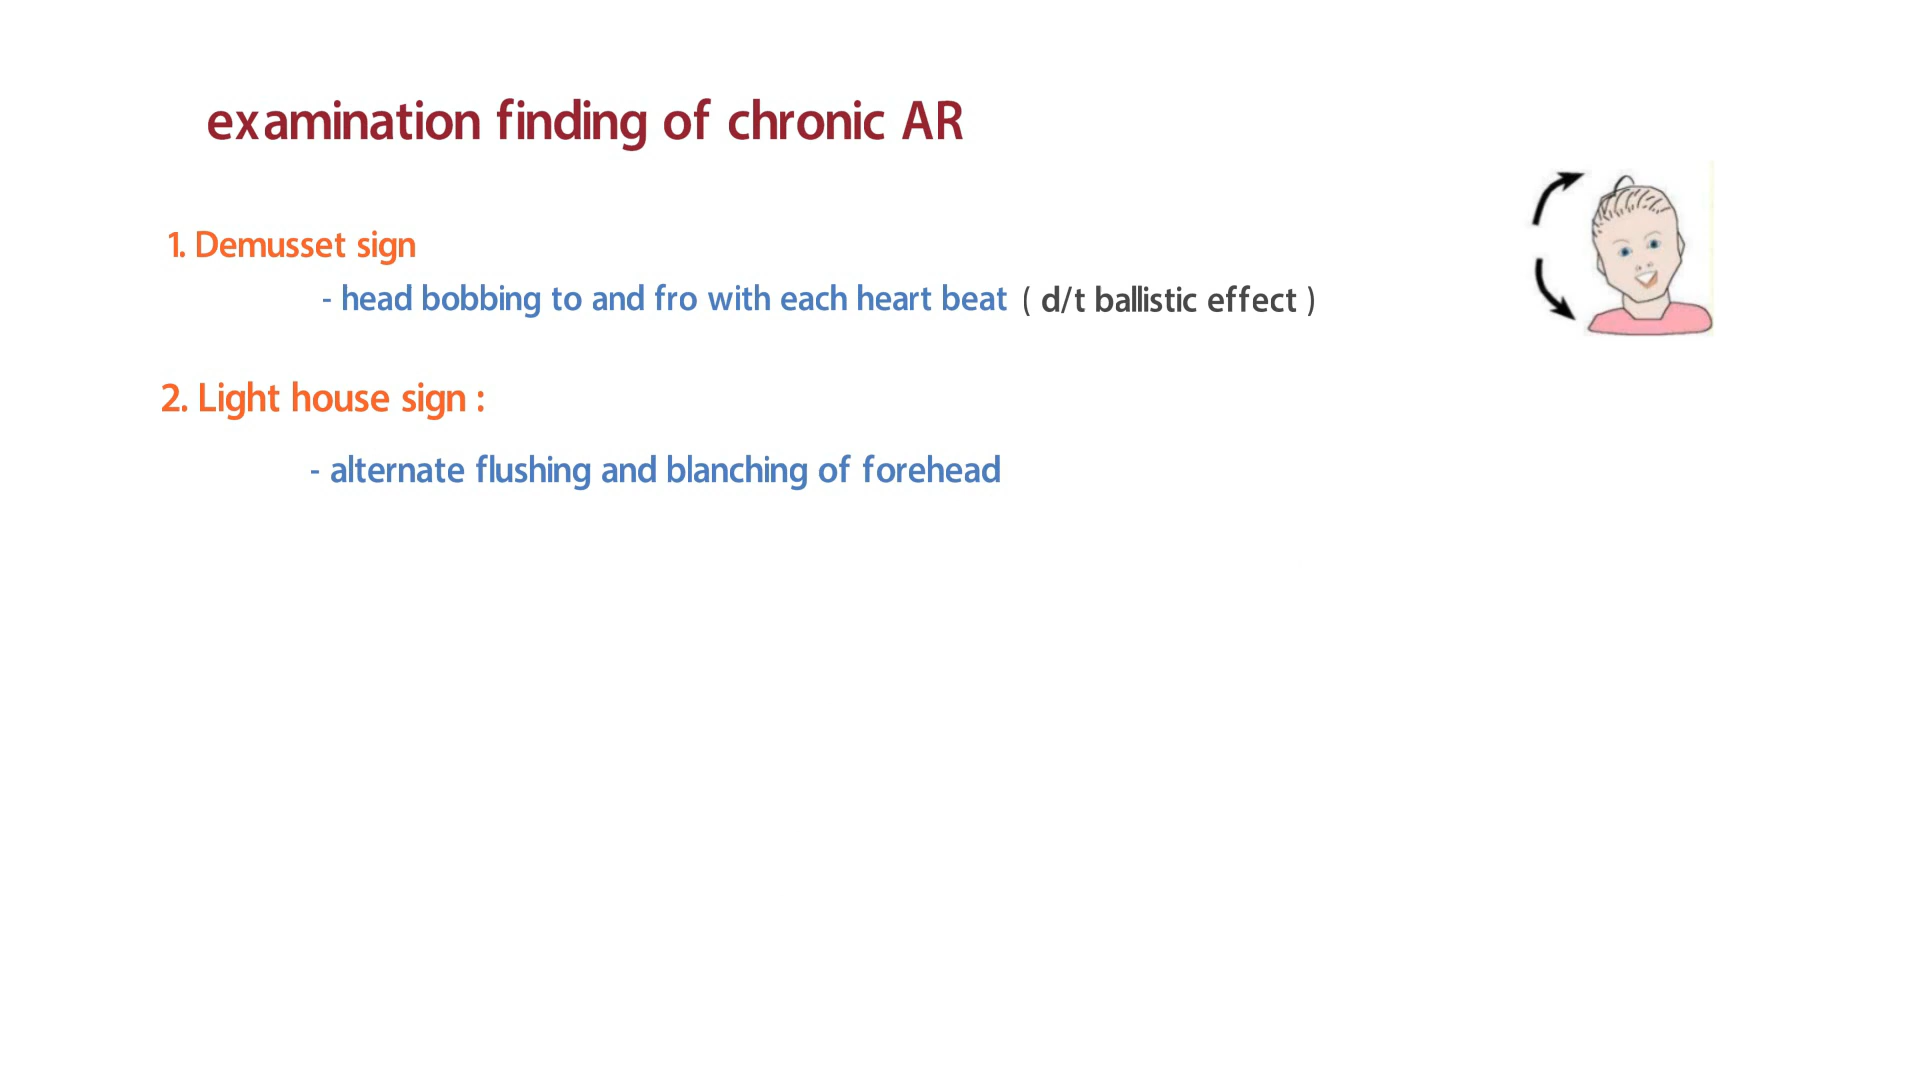 examination finding of chronic AR
1. Demusset sign
- head bobbing to and fro with each heart beat ( d/t ballistic effect )
2. Light house sign :
- alternate flushing and blanching of forehead